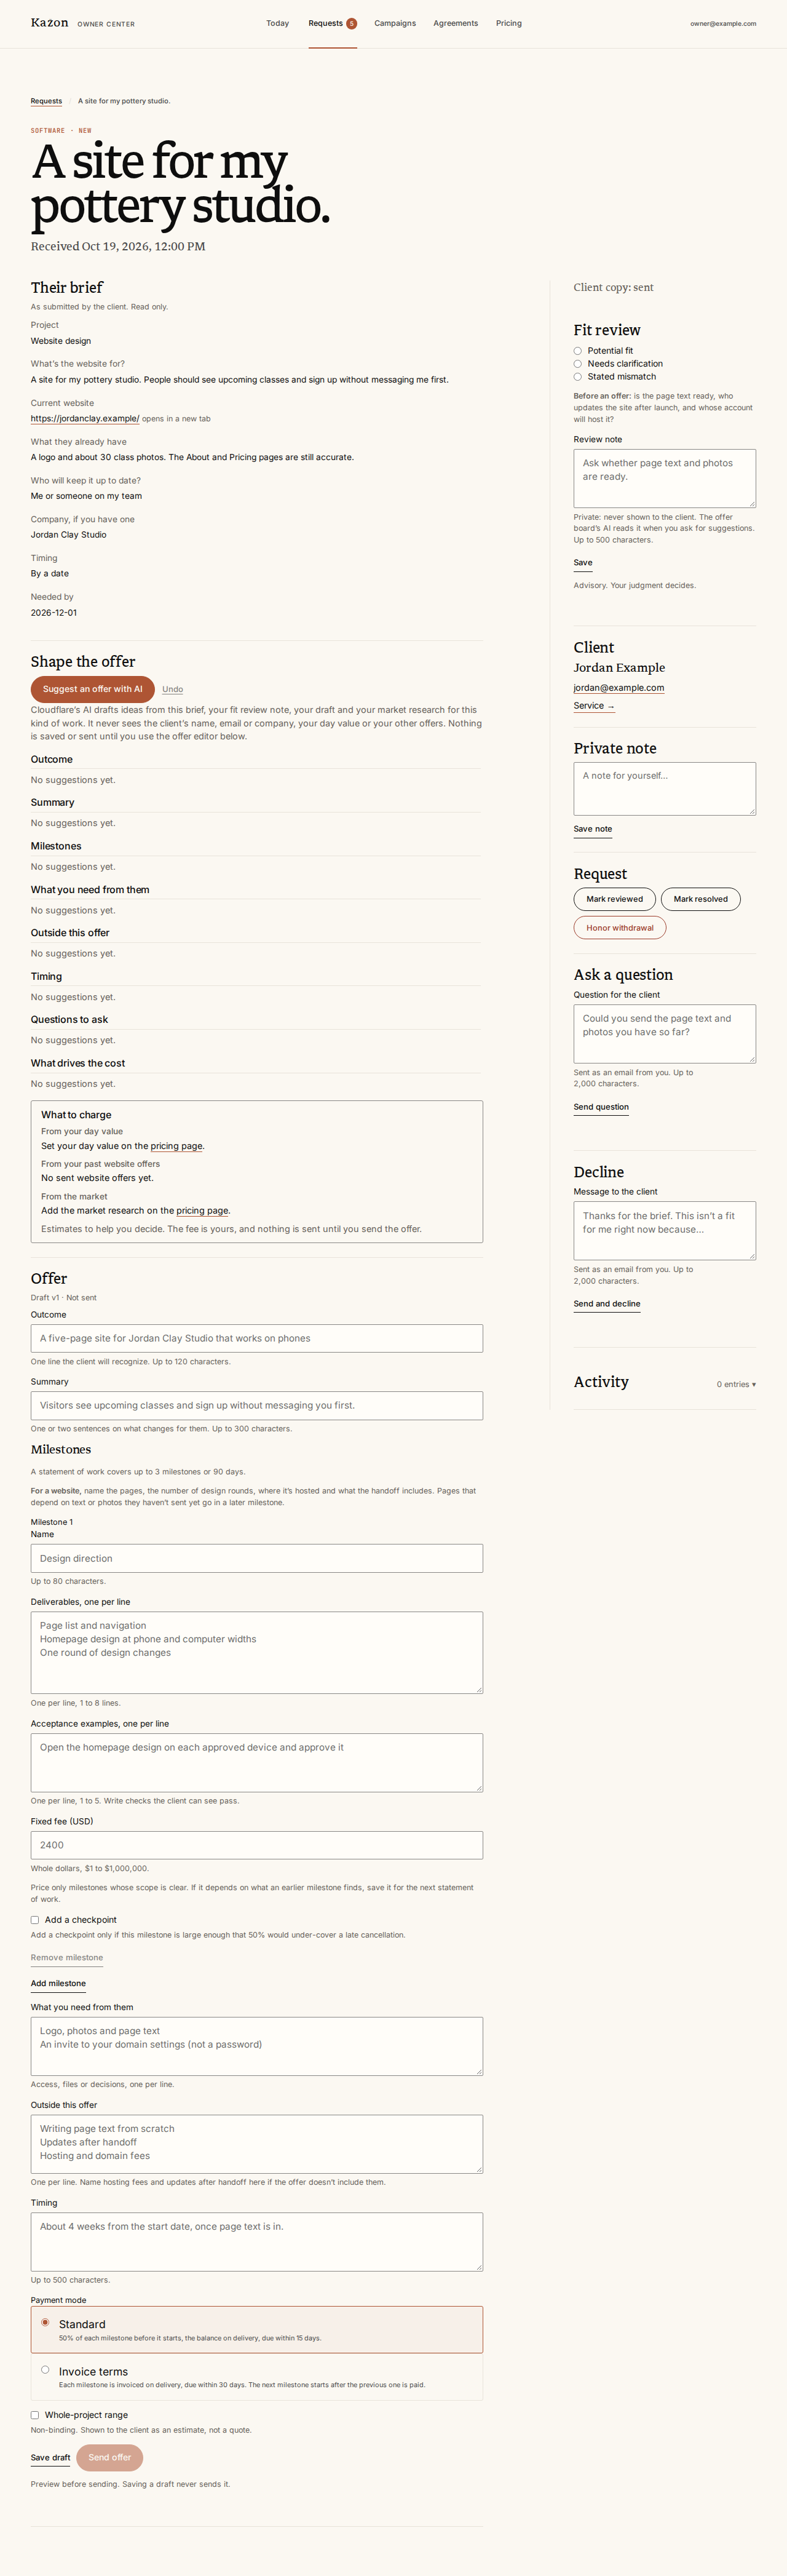 Kazon OWNER CENTER
Today
Requests 5
Campaigns
Agreements
Pricing
owner@example.com
Requests / A site for my pottery studio.
SOFTWARE · NEW
A site for my
pottery studio.
Received Oct 19, 2026, 12:00 PM
Their brief
As submitted by the client. Read only.
Project
Website design
What's the website for?
A site for my pottery studio. People should see upcoming classes and sign up without messaging me first.
Current website
https://jordanclay.example/ opens in a new tab
What they already have
A logo and about 30 class photos. The About and Pricing pages are still accurate.
Who will keep it up to date?
Me or someone on my team
Company, if you have one
Jordan Clay Studio
Timing
By a date
Needed by
2026-12-01
Shape the offer
Suggest an offer with AI
Undo
Cloudflare's AI drafts ideas from this brief, your fit review note, your draft and your market research for this
kind of work. It never sees the client's name, email or company, your day value or your other offers. Nothing
is saved or sent until you use the offer editor below.
Outcome
No suggestions yet.
Summary
No suggestions yet.
Milestones
No suggestions yet.
What you need from them
No suggestions yet.
Outside this offer
No suggestions yet.
Timing
No suggestions yet.
Questions to ask
No suggestions yet.
What drives the cost
No suggestions yet.
What to charge
From your day value
Set your day value on the pricing page.
From your past website offers
No sent website offers yet.
From the market
Add the market research on the pricing page.
Estimates to help you decide. The fee is yours, and nothing is sent until you send the offer.
Offer
Draft v1 · Not sent
Outcome
A five-page site for Jordan Clay Studio that works on phones
One line the client will recognize. Up to 120 characters.
Summary
Visitors see upcoming classes and sign up without messaging you first.
One or two sentences on what changes for them. Up to 300 characters.
Milestones
A statement of work covers up to 3 milestones or 90 days.
For a website, name the pages, the number of design rounds, where it's hosted and what the handoff includes. Pages that
depend on text or photos they haven't sent yet go in a later milestone.
Milestone 1
Name
Design direction
Up to 80 characters.
Deliverables, one per line
Page list and navigation
Homepage design at phone and computer widths
One round of design changes
One per line, 1 to 8 lines.
Acceptance examples, one per line
Open the homepage design on each approved device and approve it
One per line, 1 to 5. Write checks the client can see pass.
Fixed fee (USD)
2400
Whole dollars, $1 to $1,000,000.
Price only milestones whose scope is clear. If it depends on what an earlier milestone finds, save it for the next statement
of work.
Add a checkpoint
Add a checkpoint only if this milestone is large enough that 50% would under-cover a late cancellation.
Remove milestone
Add milestone
What you need from them
Logo, photos and page text
An invite to your domain settings (not a password)
Access, files or decisions, one per line.
Outside this offer
Writing page text from scratch
Updates after handoff
Hosting and domain fees
One per line. Name hosting fees and updates after handoff here if the offer doesn't include them.
Timing
About 4 weeks from the start date, once page text is in.
Up to 500 characters.
Payment mode
Standard
50% of each milestone before it starts, the balance on delivery, due within 15 days.
Invoice terms
Each milestone is invoiced on delivery, due within 30 days. The next milestone starts after the previous one is paid.
Whole-project range
Non-binding. Shown to the client as an estimate, not a quote.
Save draft
Send offer
Preview before sending. Saving a draft never sends it.
Client copy: sent
Fit review
Potential fit
Needs clarification
Stated mismatch
Before an offer: is the page text ready, who
updates the site after launch, and whose account
will host it?
Review note
Ask whether page text and photos
are ready.
Private: never shown to the client. The offer
board's AI reads it when you ask for suggestions.
Up to 500 characters.
Save
Advisory. Your judgment decides.
Client
Jordan Example
jordan@example.com
Service →
Private note
A note for yourself…
Save note
Request
Mark reviewed
Mark resolved
Honor withdrawal
Ask a question
Question for the client
Could you send the page text and
photos you have so far?
Sent as an email from you. Up to
2,000 characters.
Send question
Decline
Message to the client
Thanks for the brief. This isn't a fit
for me right now because…
Sent as an email from you. Up to
2,000 characters.
Send and decline
Activity
0 entries ▾